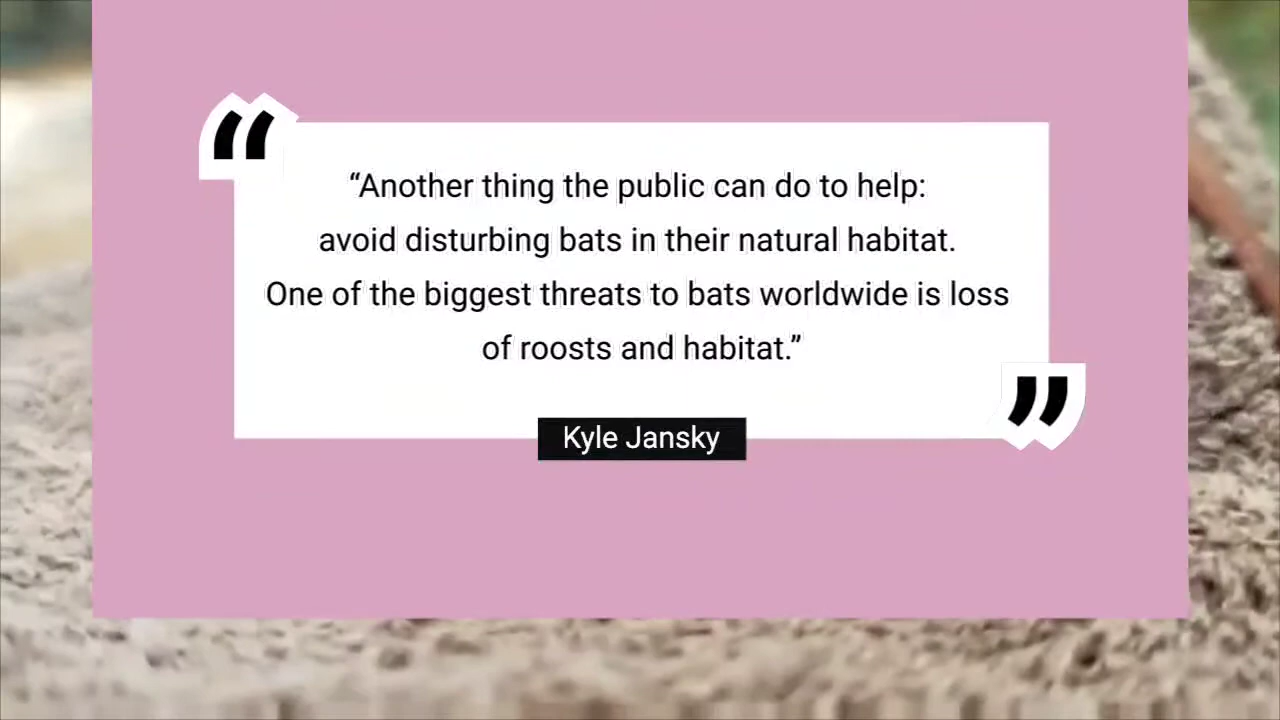 “Another thing the public can do to help:
avoid disturbing bats in their natural habitat.
One of the biggest threats to bats worldwide is loss
of roosts and habitat.”
Kyle Jansky